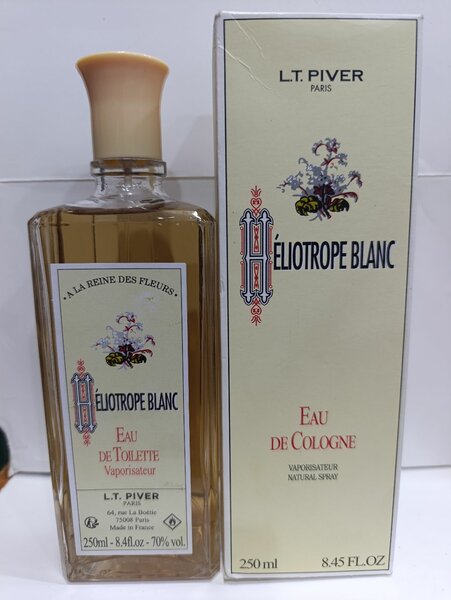 A LA REINE DES FLEURS
HÉLIOTROPE BLANC
EAU
DE TOILETTE
Vaporisateur
L.T. PIVER
PARIS
64, rue La Boétie
75008 Paris
Made in France
250ml - 8.4fl.oz - 70% vol.
L.T. PIVER
PARIS
HÉLIOTROPE BLANC
EAU
DE COLOGNE
VAPORISATEUR
NATURAL SPRAY
250 ml 8.45 FL.OZ